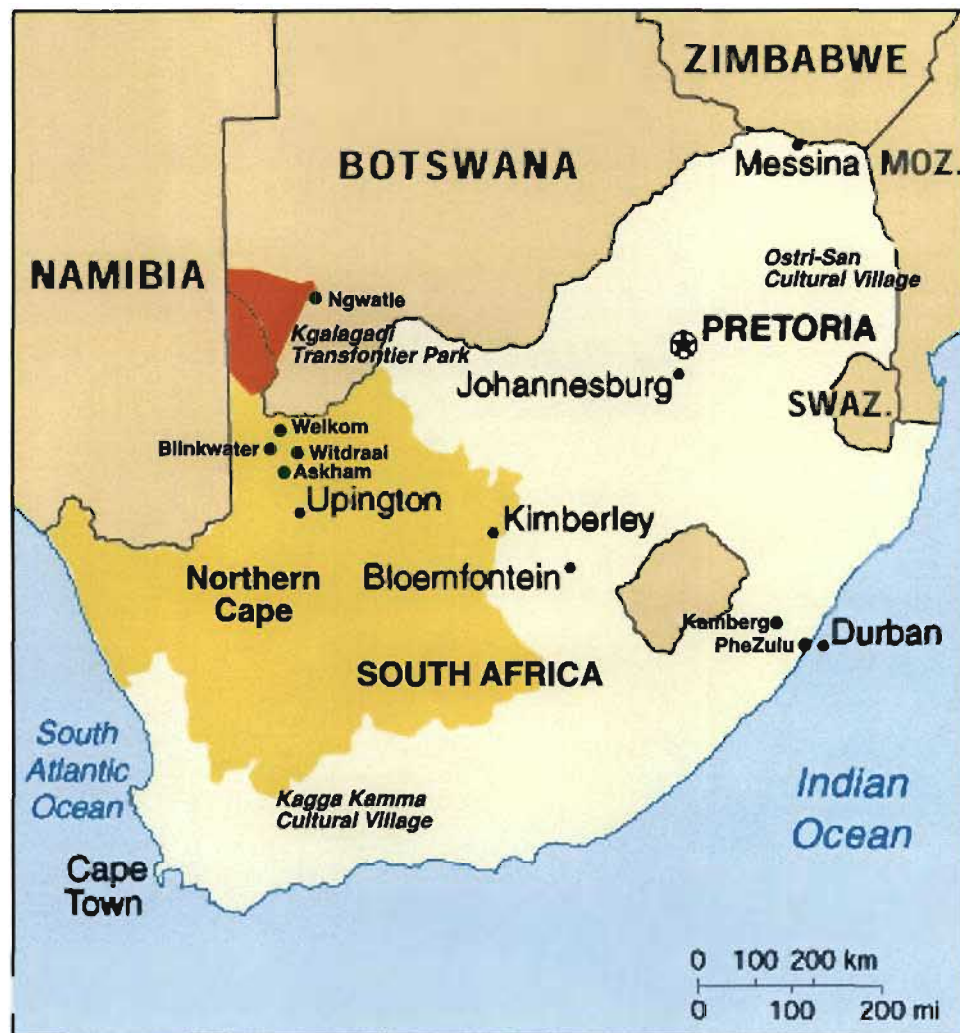 ZIMBABWE
BOTSWANA
Messina
MOZ.
NAMIBIA
Ostri-San
Cultural Village
Ngwatle
Kgalagadi
Transfontier Park
PRETORIA
Johannesburg
SWAZ.
Welkom
Blinkwater
Witdraai
Askham
Upington
Kimberley
Northern
Cape
Bloemfontein
Kamberg
PheZulu
Durban
SOUTH AFRICA
South
Atlantic
Ocean
Kagga Kamma
Cultural Village
Indian
Ocean
Cape
Town
0 100 200 km
0 100 200 mi